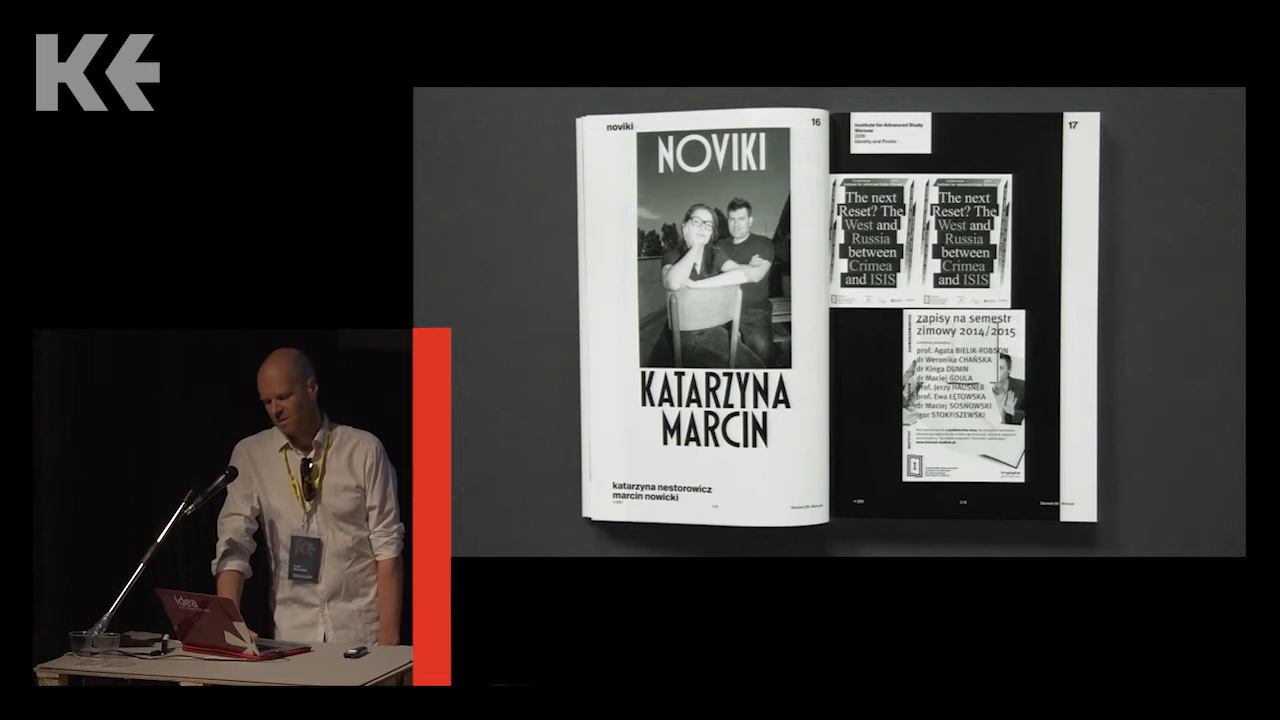 KE
noviki
16
NOVIKI
KATARZYNA
MARCIN
katarzyna nestorowicz
marcin nowicki
Institute for Advanced Study
Warsaw
Identity and Poster
17
The next
Reset? The
West and
Russia
between
Crimea
and ISIS
The next
Reset? The
West and
Russia
between
Crimea
and ISIS
zapisy na semestr
zimowy 2014/2015
prof. Agata BIELIK-ROBSON
dr Weronika CHAŃSKA
dr Kinga DUNIN
dr Maciej GDULA
prof. Jerzy HAUSNER
prof. Ewa ŁĘTOWSKA
dr Maciej SOSNOWSKI
Igor STOKFISZEWSKI
idea